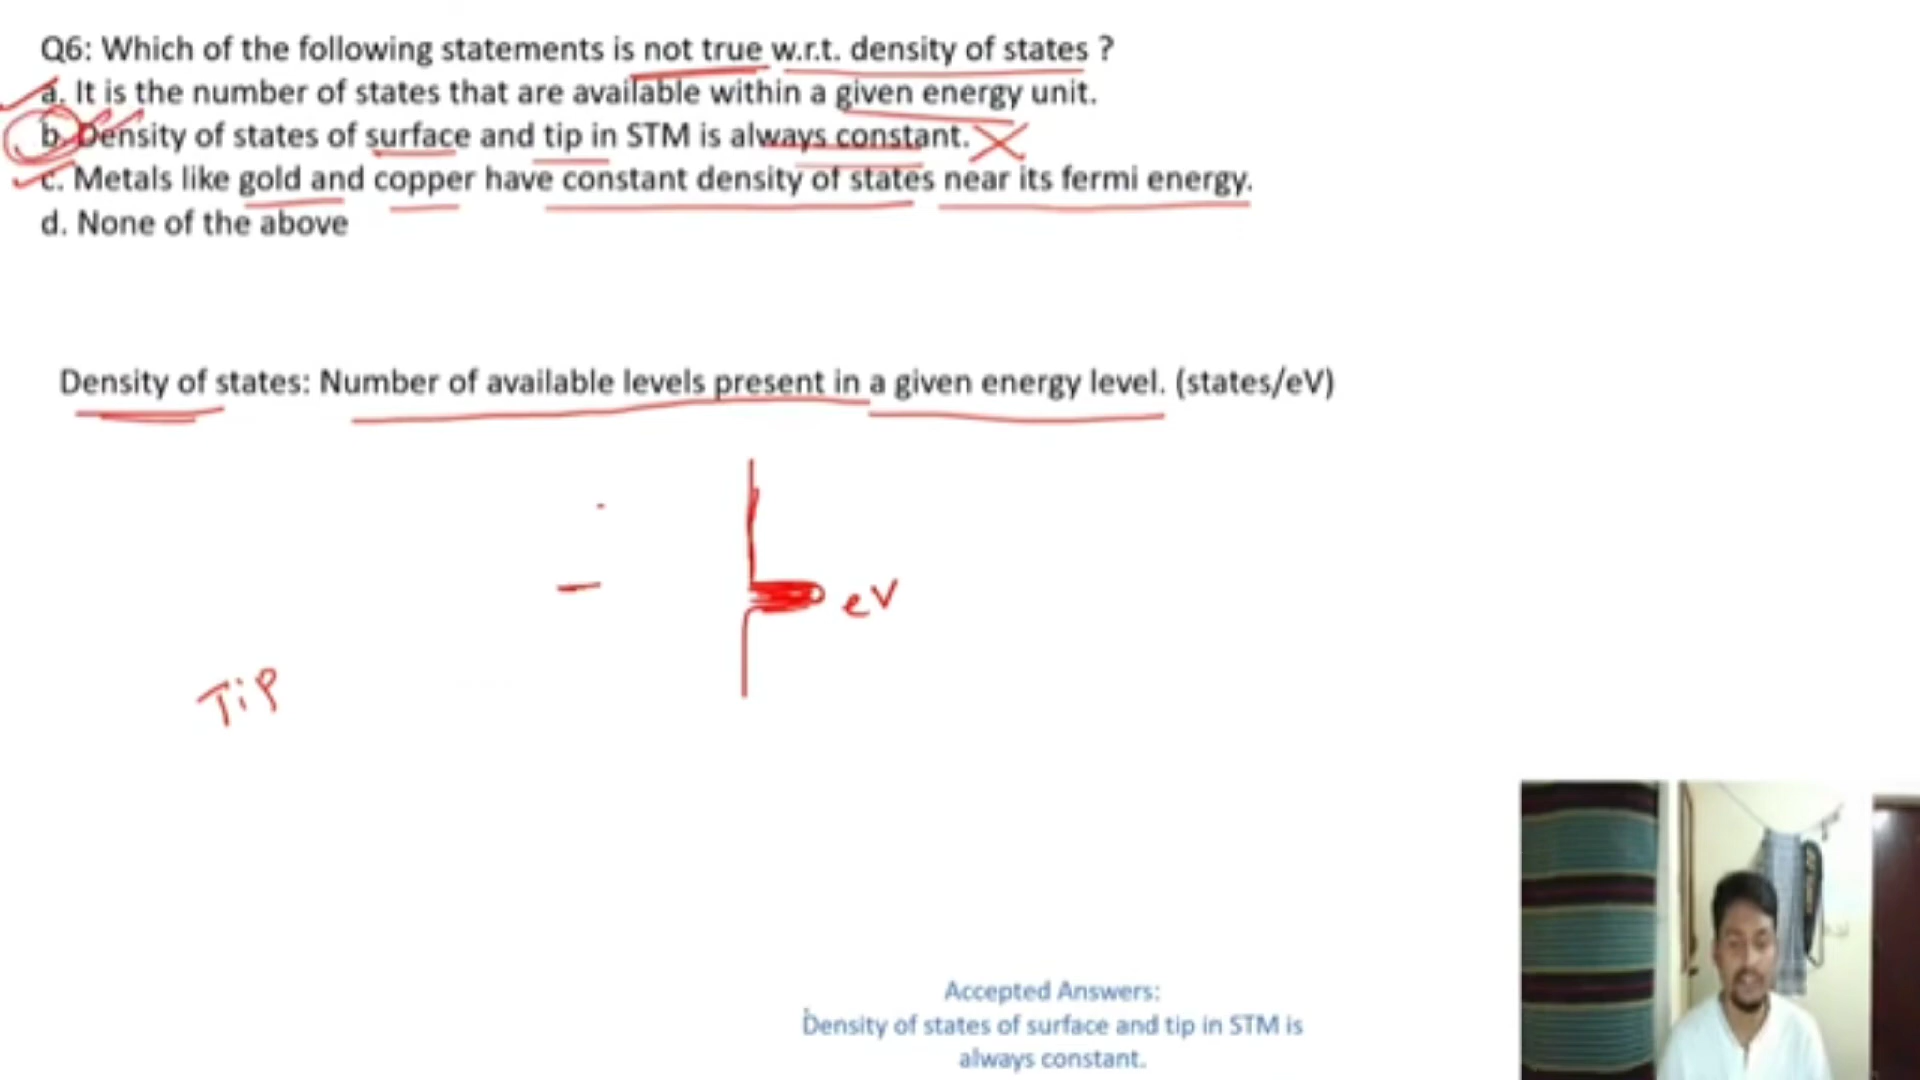 Q6: Which of the following statements is not true w.r.t. density of states ?
a. It is the number of states that are available within a given energy unit.
b. Density of states of surface and tip in STM is always constant.
c. Metals like gold and copper have constant density of states near its fermi energy.
d. None of the above
Density of states: Number of available levels present in a given energy level. (states/eV)
eV
Tip
Accepted Answers:
Density of states of surface and tip in STM is
always constant.